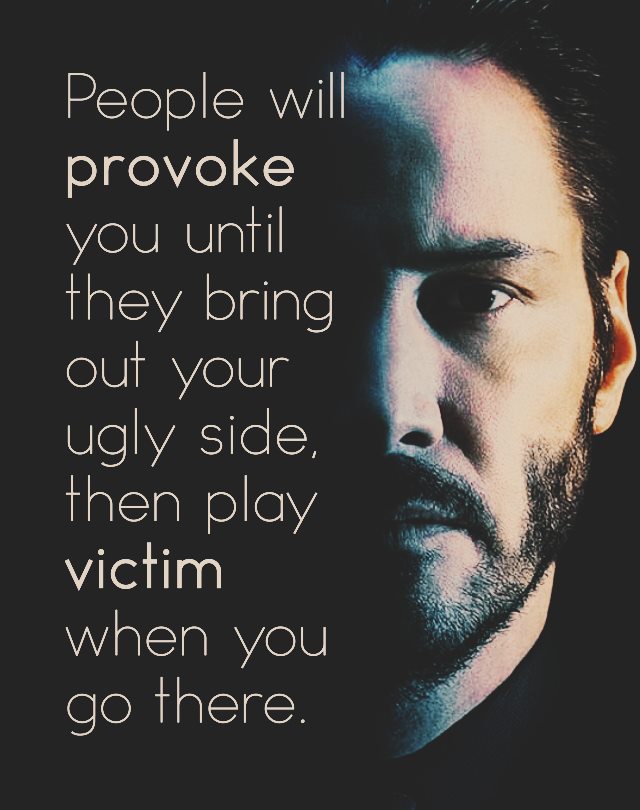 People will
provoke
you until
they bring
out your
ugly side,
then play
victim
when you
go there.